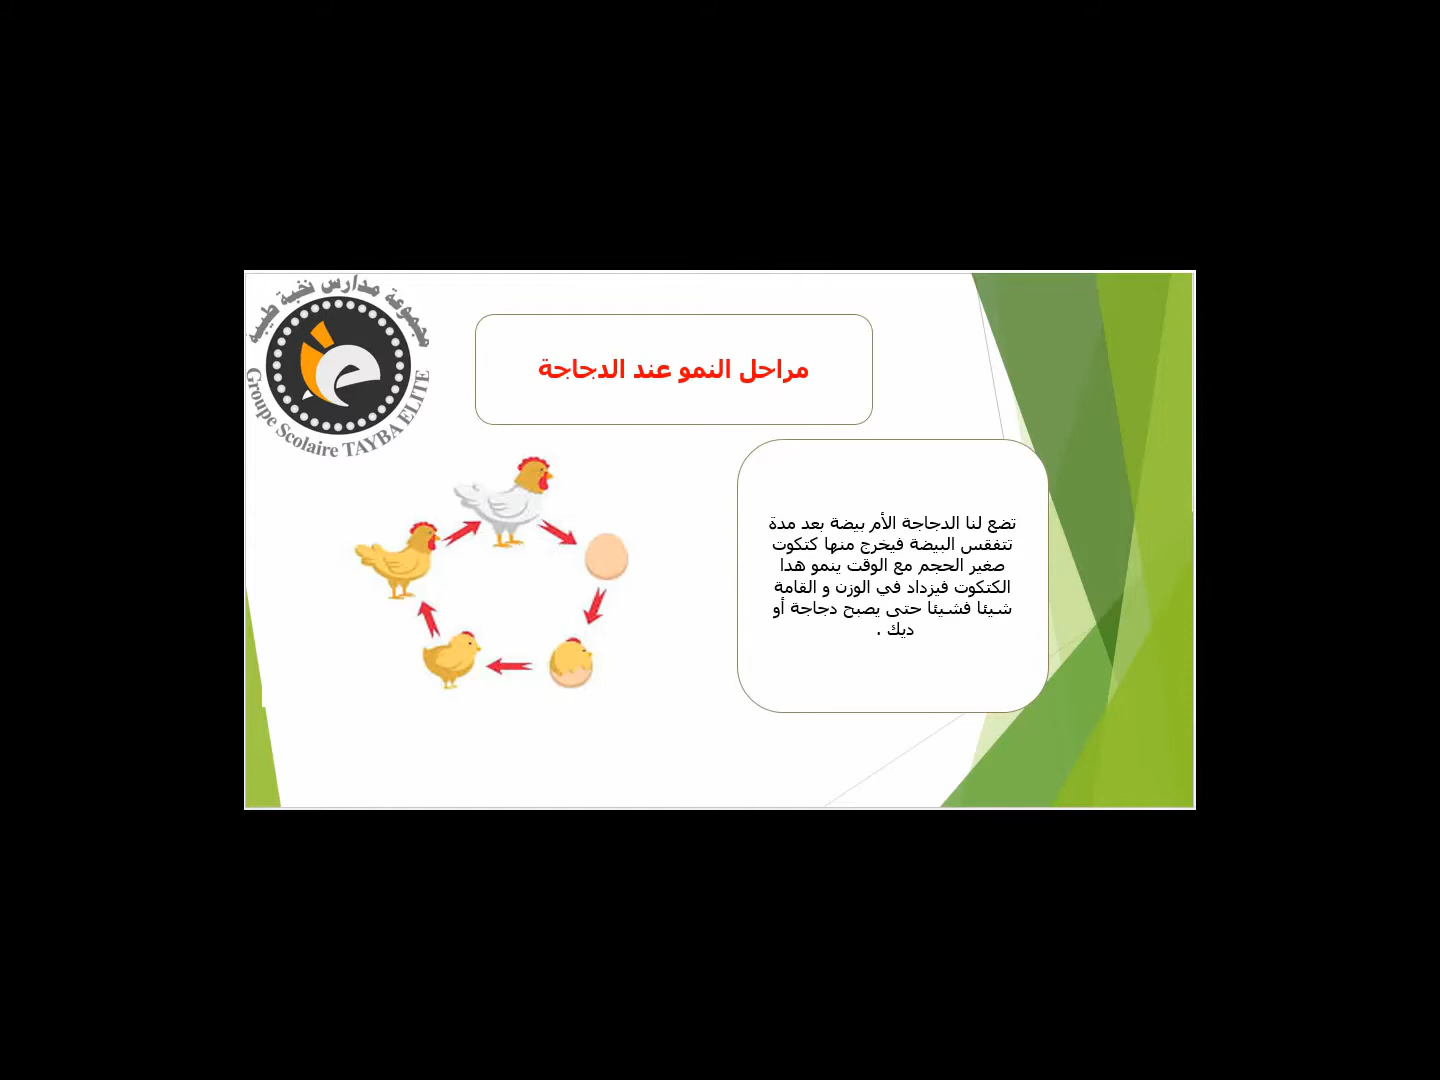 مجموعة مدارس نخبة طيبة
Groupe Scolaire TAYBA ELITE
مراحل النمو عند الدجاجة
تضع لنا الدجاجة الأم بيضة بعد مدة
تتفقس البيضة فيخرج منها كتكوت
صغير الحجم مع الوقت ينمو هدا
الكتكوت فيزداد في الوزن و القامة
شيئا فشيئا حتى يصبح دجاجة أو
ديك .